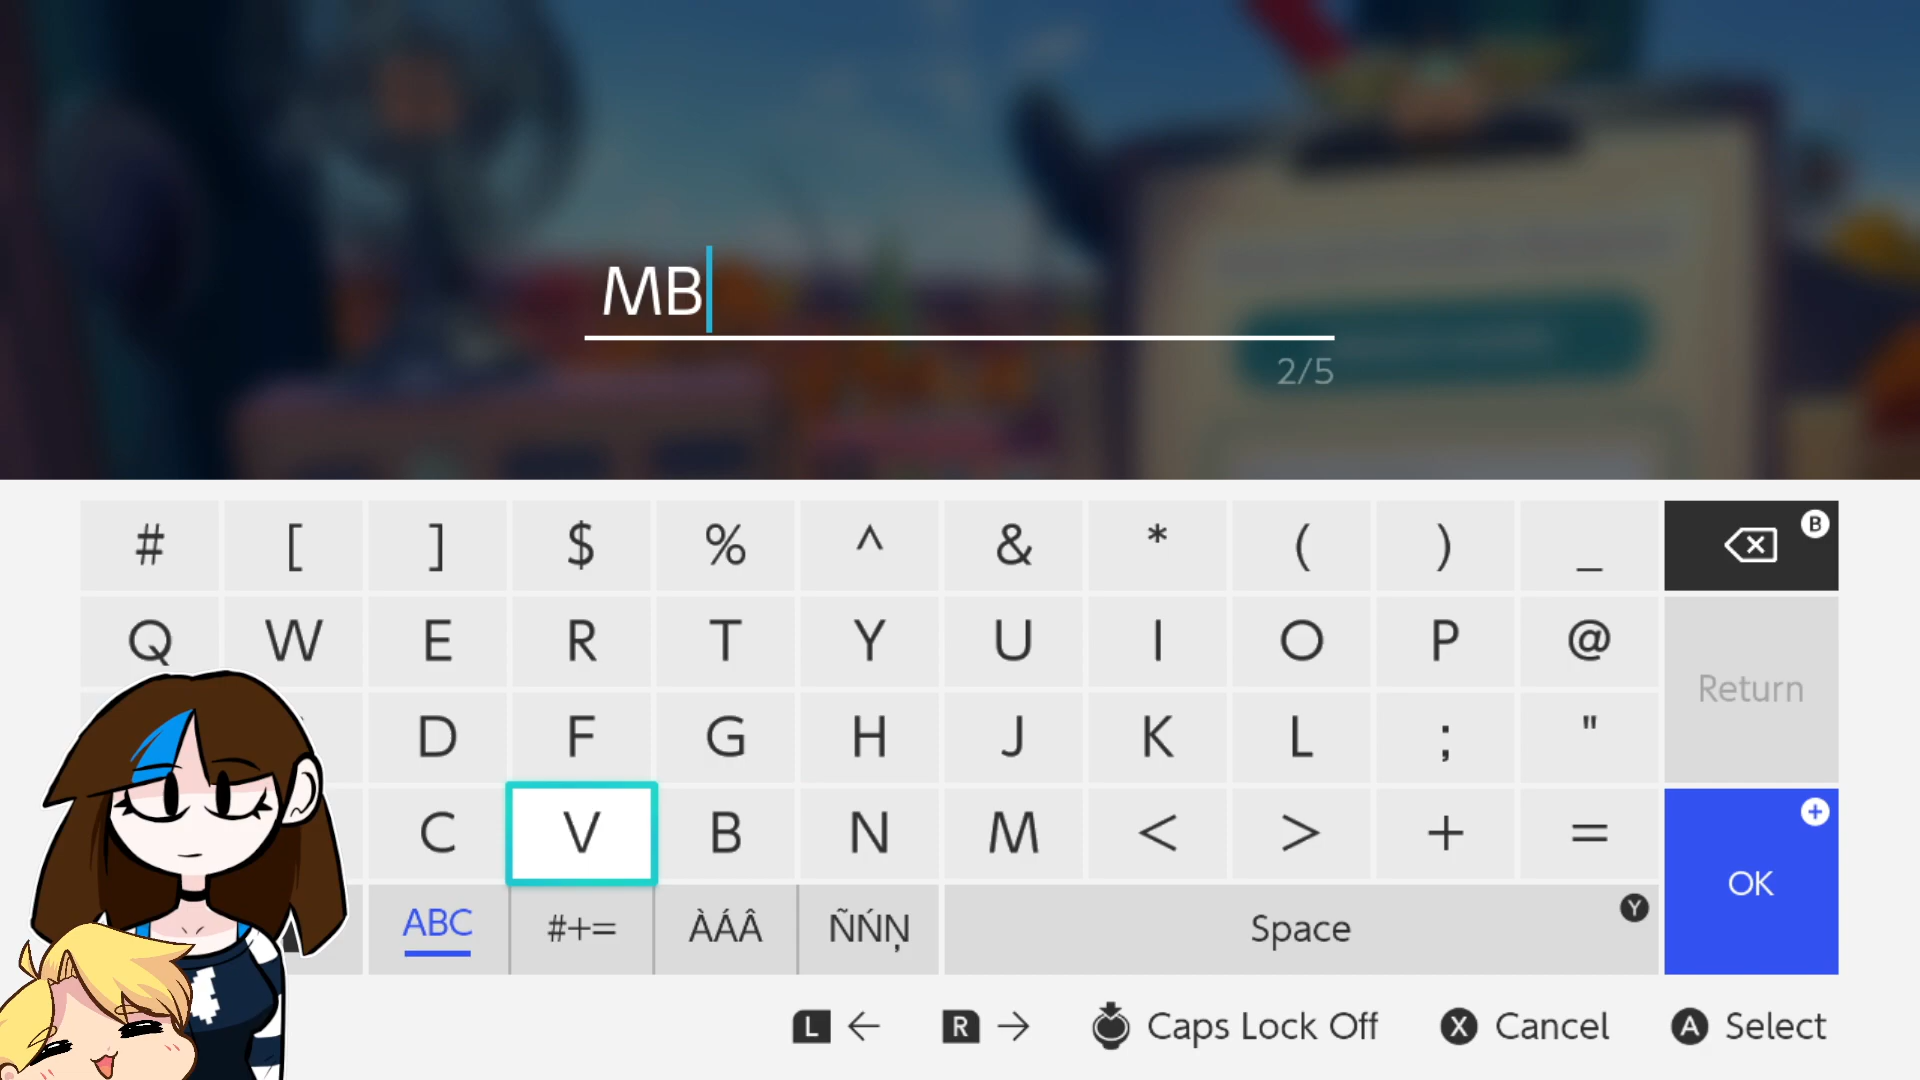 MB
2/5
# [ ] $ % ^ & * ( ) _ B
Q W E R T Y U I O P @ Return
D F G H J K L ; "
C V B N M < > + = + OK
ABC #+= ÀÁÂ ÑŃŅ Space Y
L ← R → Caps Lock Off X Cancel A Select